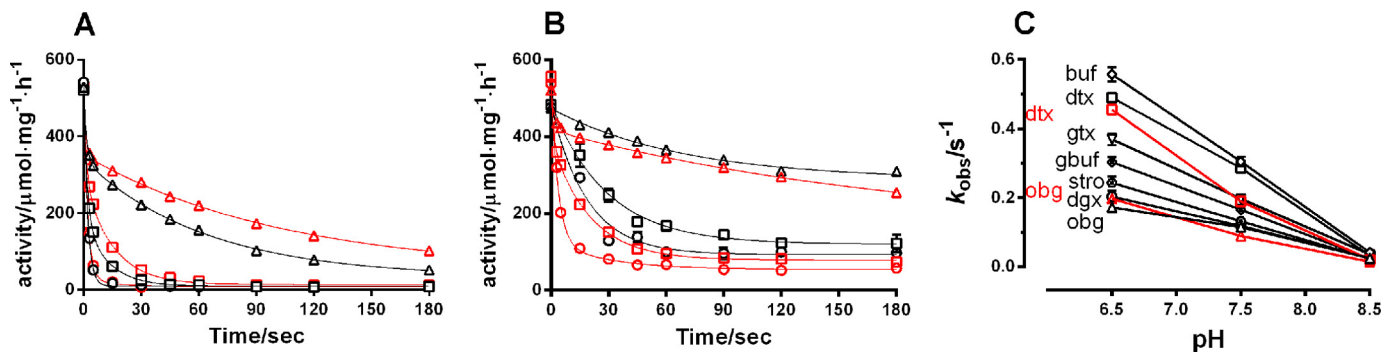 A
B
C
600
400
200
0
activity/μmol·mg⁻¹·h⁻¹
0 30 60 90 120 150 180
Time/sec
600
400
200
0
activity/μmol·mg⁻¹·h⁻¹
0 30 60 90 120 150 180
Time/sec
0.6
0.4
0.2
0.0
kobs/s⁻¹
buf
dtx
dtx
gtx
gbuf
stro
obg
dgx
obg
6.5 7.0 7.5 8.0 8.5
pH